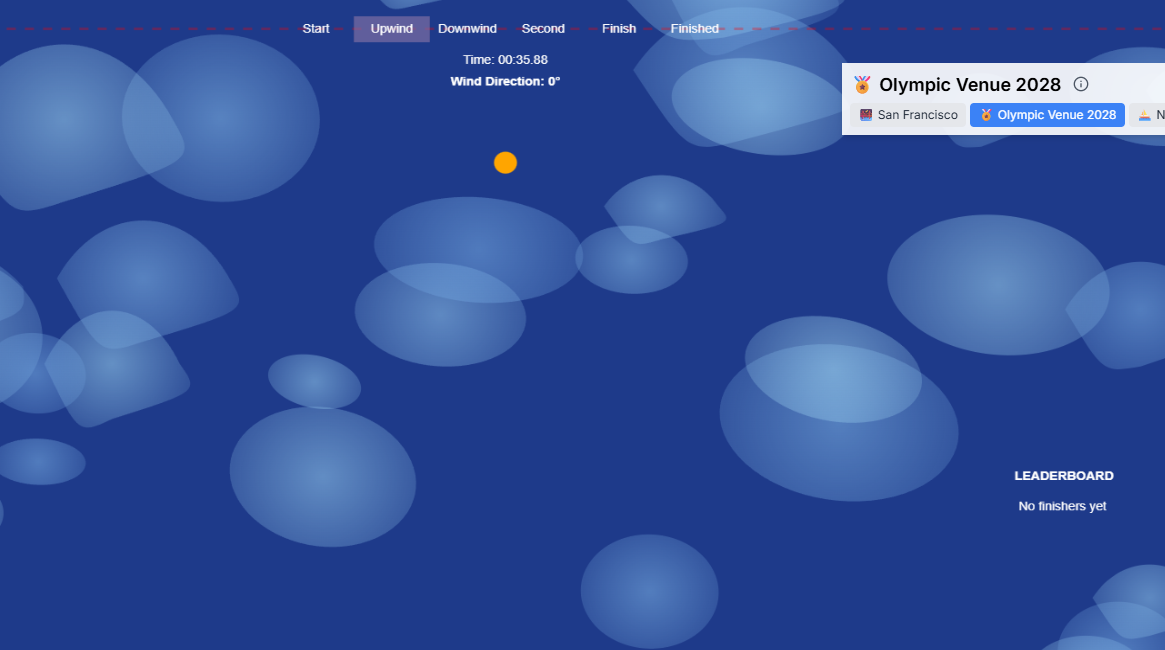 Start Upwind Downwind Second Finish Finished
Time: 00:35.88
Wind Direction: 0°
Olympic Venue 2028
San Francisco Olympic Venue 2028 N
LEADERBOARD
No finishers yet